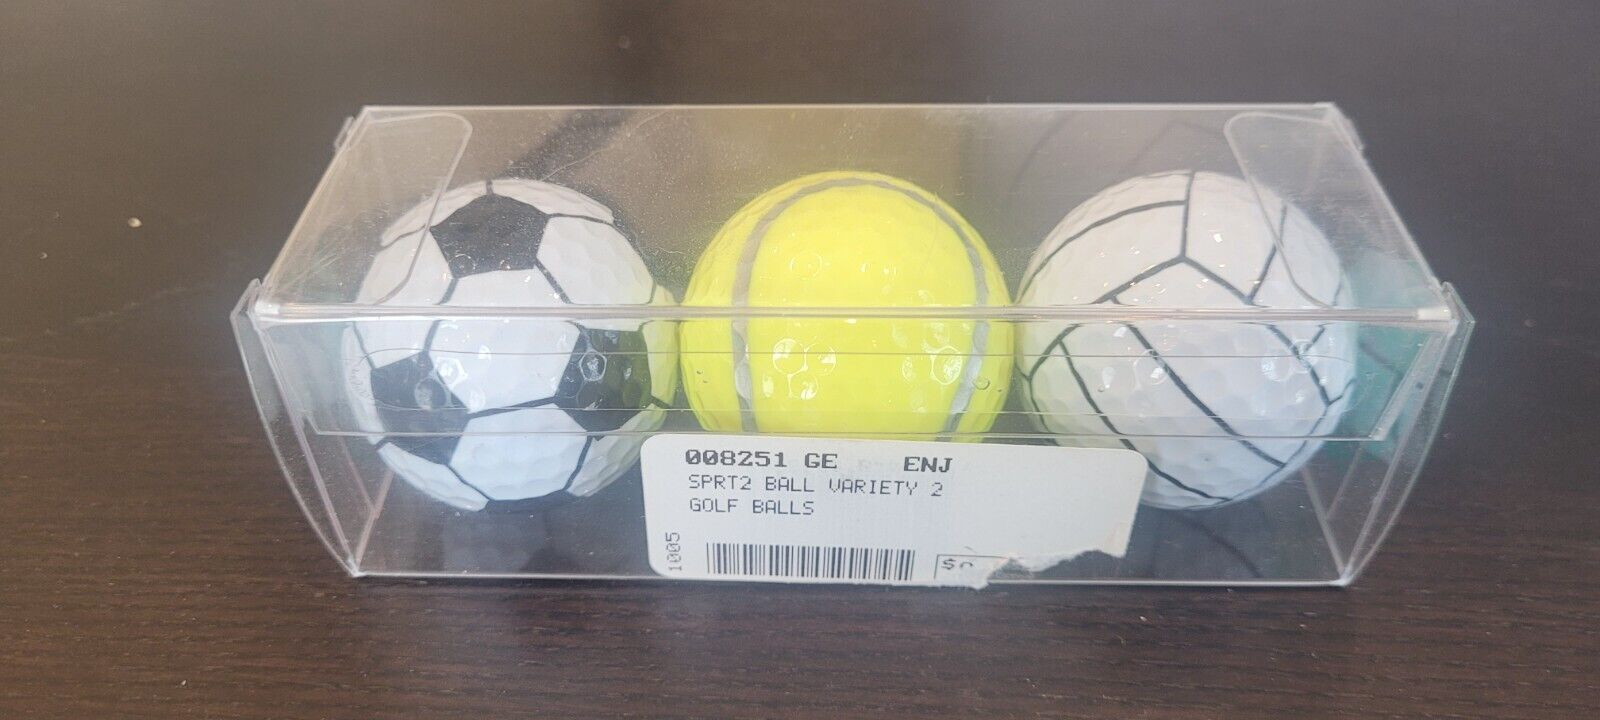 008251 GE ENJ
SPRT2 BALL VARIETY 2
GOLF BALLS
1005